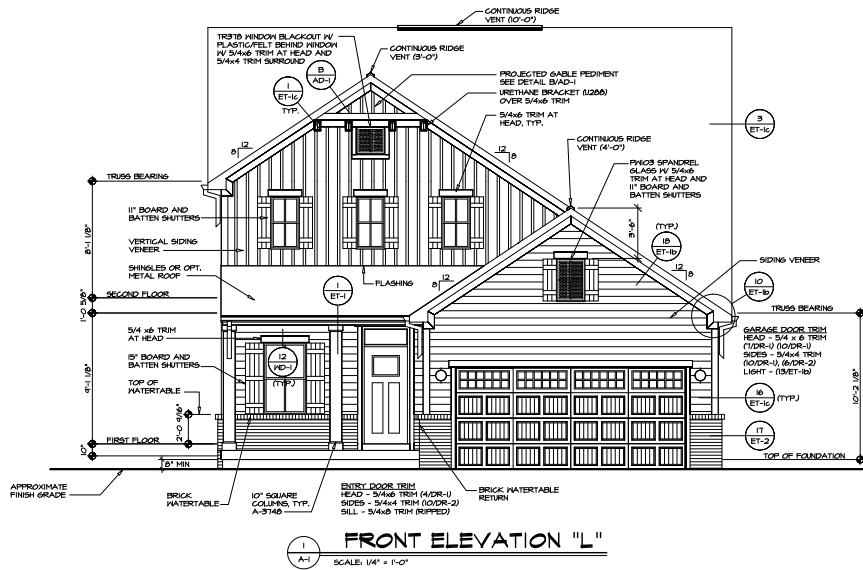 CONTINUOUS RIDGE
VENT (10'-0")
TR3718 WINDOW BLACKOUT W/
PLASTIC/FELT BEHIND WINDOW
W/ 5/4x6 TRIM AT HEAD AND
5/4x4 TRIM SURROUND
CONTINUOUS RIDGE
VENT (3'-0")
B
AD-1
1
ET-1c
TYP.
PROJECTED GABLE PEDIMENT
SEE DETAIL B/AD-1
URETHANE BRACKET (U288)
OVER 5/4x6 TRIM
5/4x6 TRIM AT
HEAD, TYP.
3
ET-1c
CONTINUOUS RIDGE
VENT (4'-0")
12
8
12
8
PW103 SPANDREL
GLASS W/ 5/4x6
TRIM AT HEAD AND
11" BOARD AND
BATTEN SHUTTERS
TRUSS BEARING
11" BOARD AND
BATTEN SHUTTERS
8'-1 1/8"
3'-6"
(TYP.)
18
ET-1b
VERTICAL SIDING
VENEER
SHINGLES OR OPT.
METAL ROOF
FLASHING
12
8
12
8
SIDING VENEER
1
ET-1
10
ET-1b
SECOND FLOOR
1'-0 5/8"
TRUSS BEARING
5/4 x6 TRIM
AT HEAD
15" BOARD AND
BATTEN SHUTTERS
12
WD-1
(TYP.)
GARAGE DOOR TRIM
HEAD - 5/4 x 6 TRIM
(7/DR-1) (10/DR-1)
SIDES - 5/4x4 TRIM
(10/DR-1), (6/DR-2)
LIGHT - (13/ET-1b)
9'-1 1/8"
TOP OF
WATERTABLE
2'-0 9/16"
16
ET-1c
(TYP.)
10'-2 1/8"
17
ET-2
FIRST FLOOR
10"
8" MIN
TOP OF FOUNDATION
APPROXIMATE
FINISH GRADE
BRICK
WATERTABLE
10" SQUARE
COLUMNS, TYP.
A-3748
ENTRY DOOR TRIM
HEAD - 5/4x6 TRIM (4/DR-1)
SIDES - 5/4x4 TRIM (10/DR-2)
SILL - 5/4x8 TRIM (RIPPED)
BRICK WATERTABLE
RETURN
1
A-1
FRONT ELEVATION "L"
SCALE: 1/4" = 1'-0"